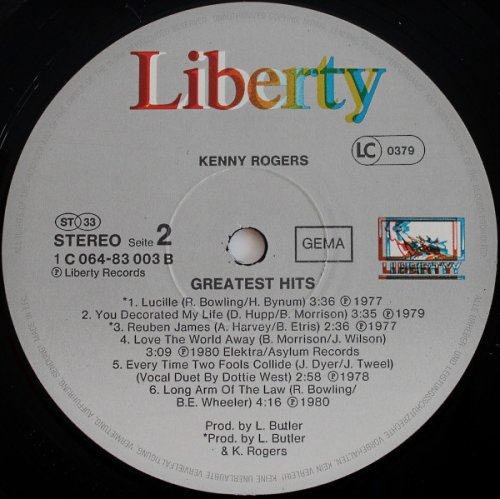 Liberty
KENNY ROGERS
LC 0379
ST 33
STEREO Seite 2
1 C 064-83 003 B
℗ Liberty Records
GEMA
LIBERTY
GREATEST HITS
*1. Lucille (R. Bowling/H. Bynum) 3:36 ℗ 1977
2. You Decorated My Life (D. Hupp/B. Morrison) 3:35 ℗ 1979
*3. Reuben James (A. Harvey/B. Etris) 2:36 ℗ 1977
4. Love The World Away (B. Morrison/J. Wilson)
3:09 ℗ 1980 Elektra/Asylum Records
5. Every Time Two Fools Collide (J. Dyer/J. Tweel)
(Vocal Duet By Dottie West) 2:58 ℗ 1978
6. Long Arm Of The Law (R. Bowling/
B.E. Wheeler) 4:16 ℗ 1980
Prod. by L. Butler
*Prod. by L. Butler
& K. Rogers